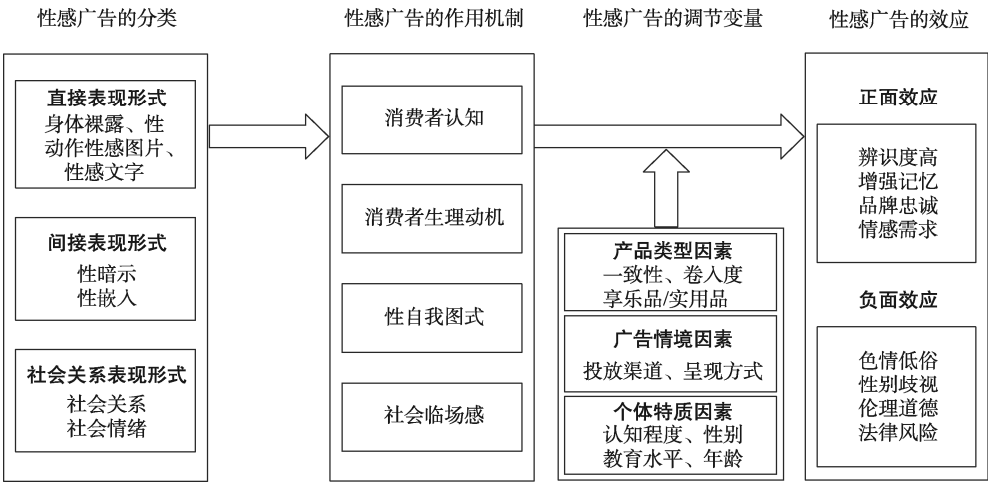 性感广告的分类
性感广告的作用机制
性感广告的调节变量
性感广告的效应
直接表现形式
身体裸露、性
动作性感图片、
性感文字
间接表现形式
性暗示
性嵌入
社会关系表现形式
社会关系
社会情绪
消费者认知
消费者生理动机
性自我图式
社会临场感
产品类型因素
一致性、卷入度
享乐品/实用品
广告情境因素
投放渠道、呈现方式
个体特质因素
认知程度、性别
教育水平、年龄
正面效应
辨识度高
增强记忆
品牌忠诚
情感需求
负面效应
色情低俗
性别歧视
伦理道德
法律风险